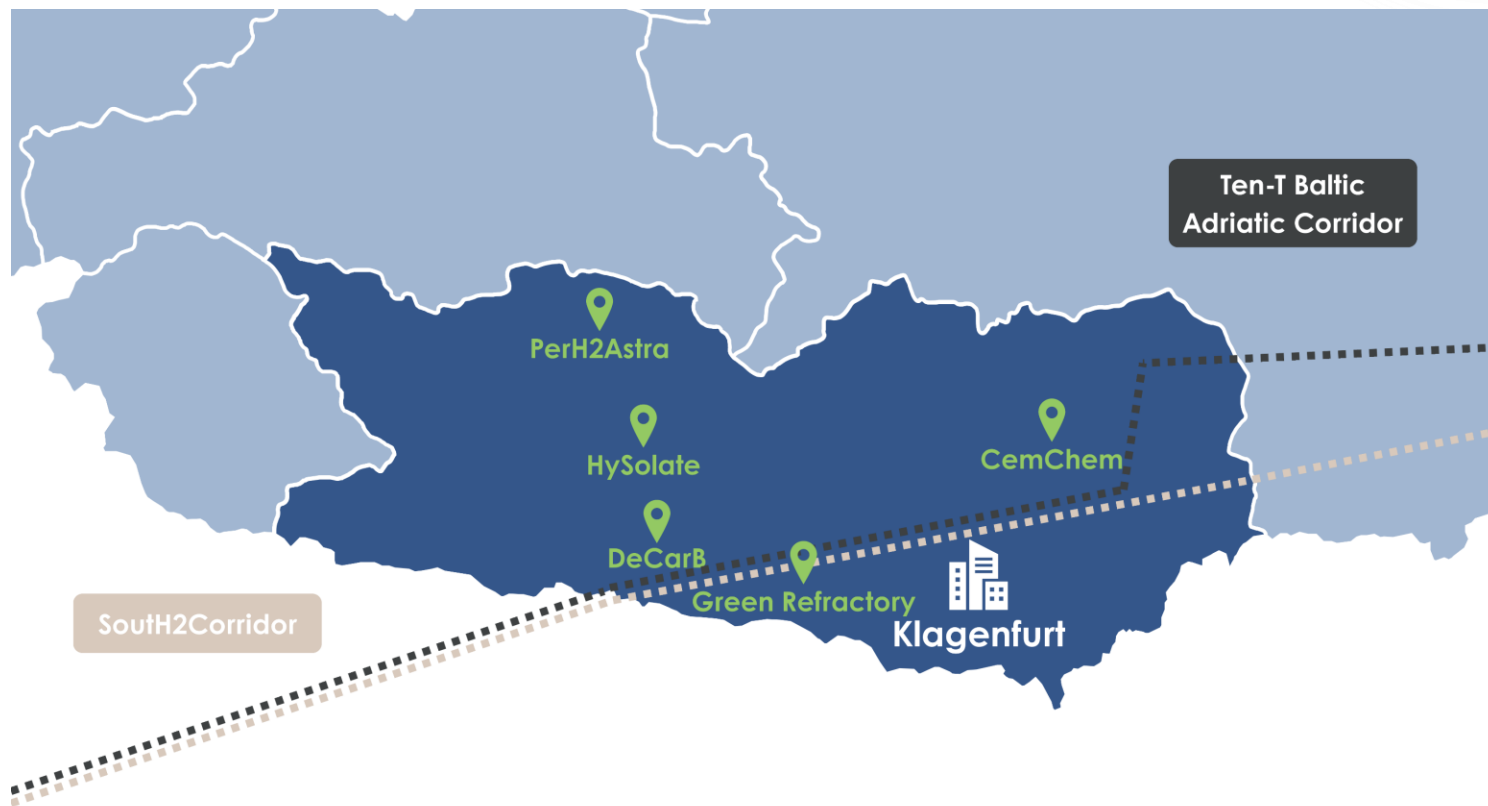 Ten-T Baltic
Adriatic Corridor
PerH2Astra
HySolate
CemChem
DeCarB
Green Refractory
SoutH2Corridor
Klagenfurt